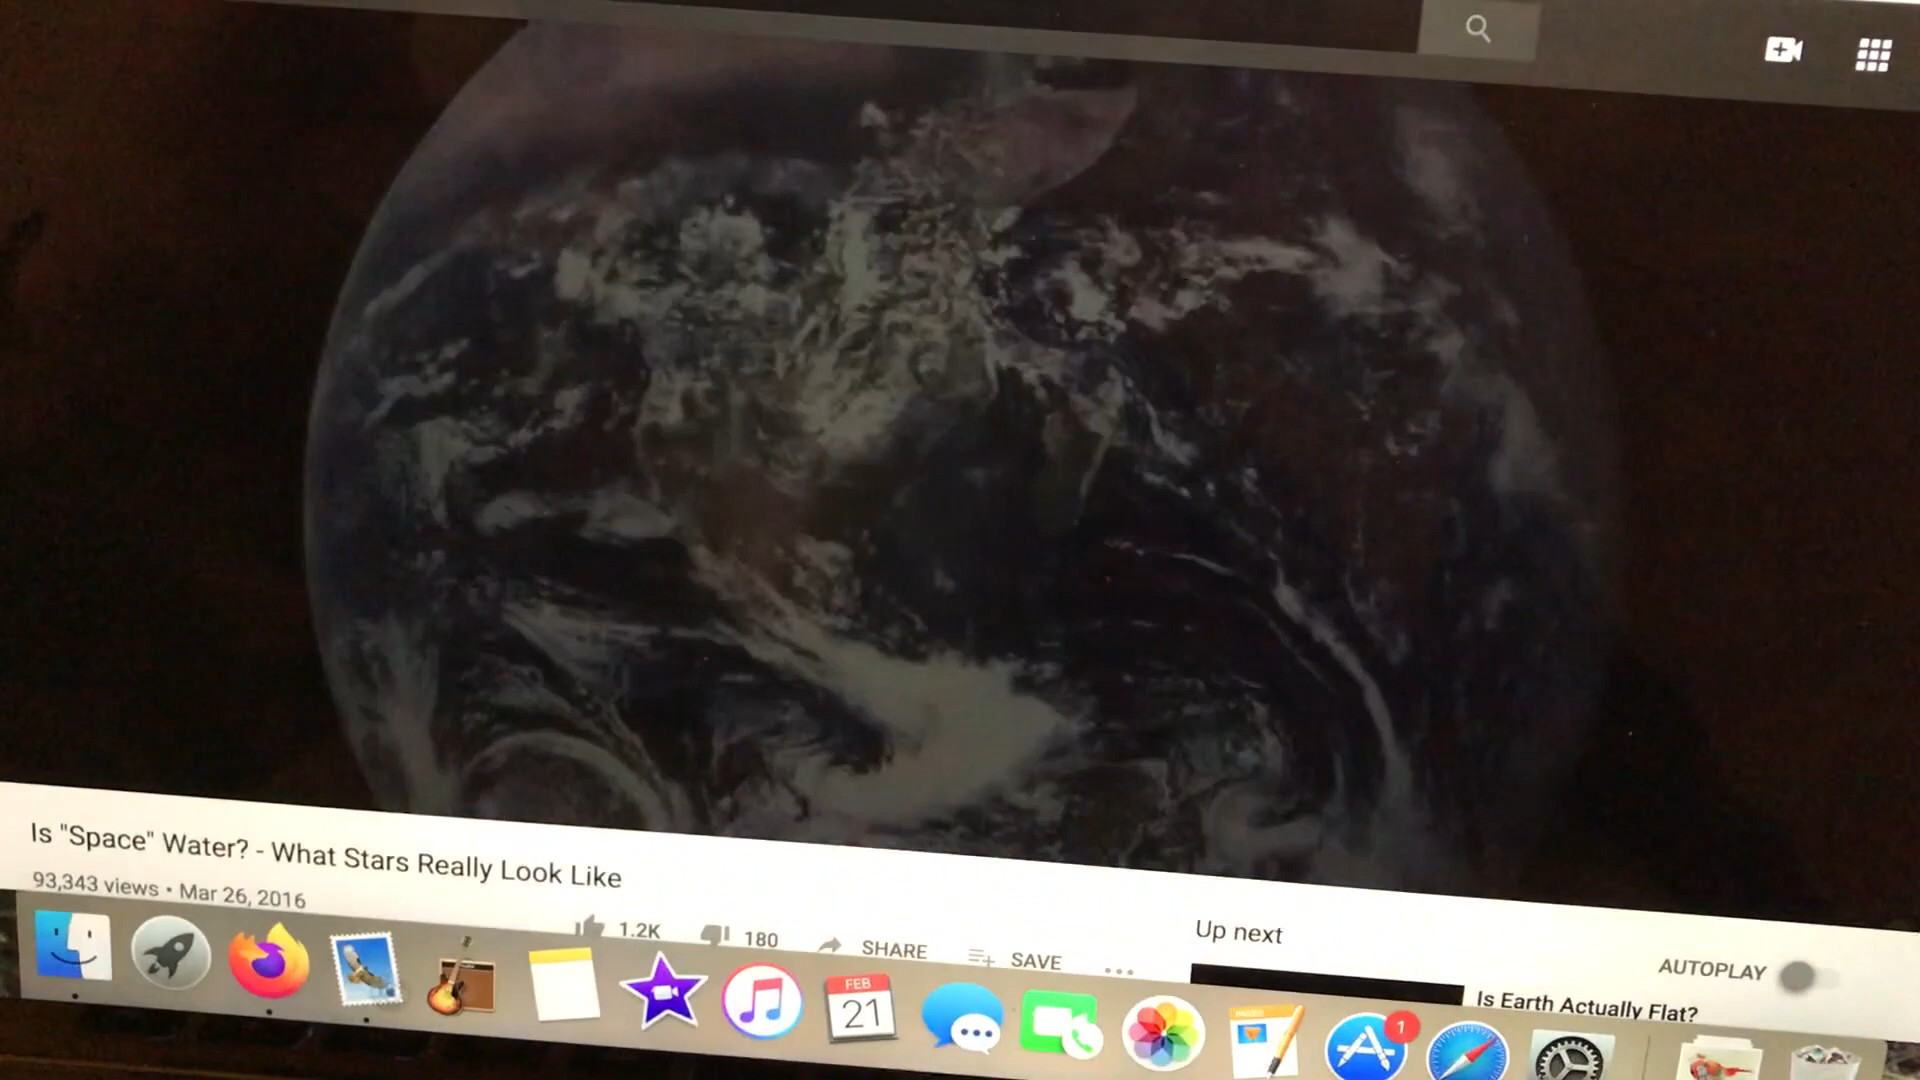 Is "Space" Water? - What Stars Really Look Like
93,343 views • Mar 26, 2016
1.2K
180
SHARE
SAVE
Up next
AUTOPLAY
Is Earth Actually Flat?
FEB
21
PAGES
1